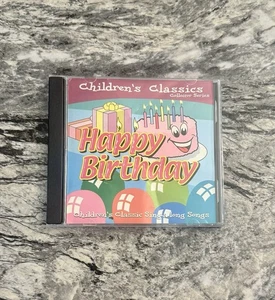 Children's Classics
Collector Series
Happy
Birthday
Children's Classic Sing-Along Songs